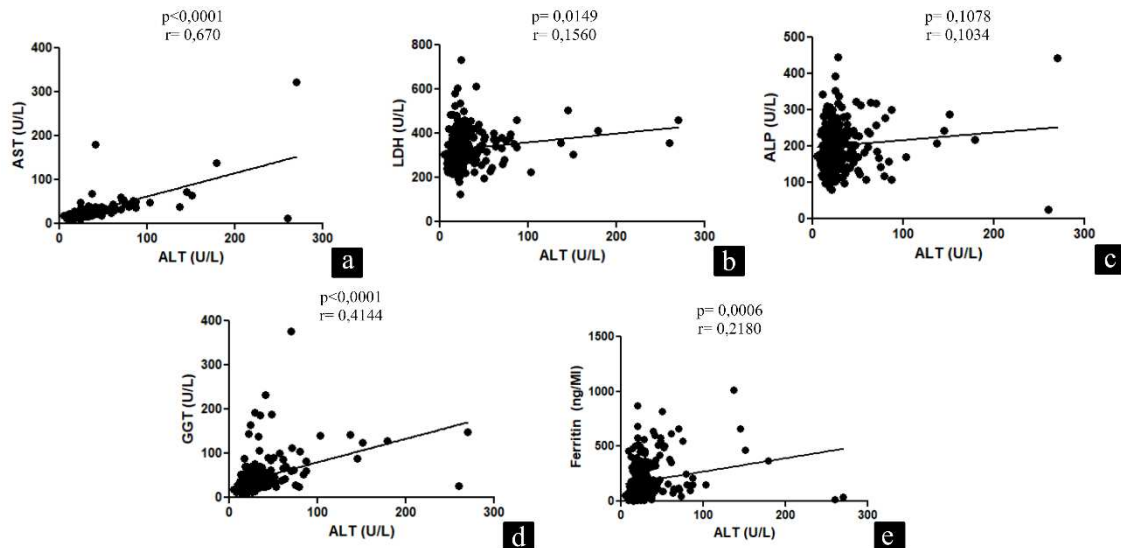 p<0,0001
r= 0,670
400
300
200
100
0
0
100
200
300
AST (U/L)
ALT (U/L)
a
p= 0,0149
r= 0,1560
800
600
400
200
0
0
100
200
300
LDH (U/L)
ALT (U/L)
b
p= 0,1078
r= 0,1034
500
400
300
200
100
0
0
100
200
300
ALP (U/L)
ALT (U/L)
c
p<0,0001
r= 0,4144
400
300
200
100
0
0
100
200
300
GGT (U/L)
ALT (U/L)
d
p= 0,0006
r= 0,2180
1500
1000
500
0
0
100
200
300
Ferritin (ng/Ml)
ALT (U/L)
e